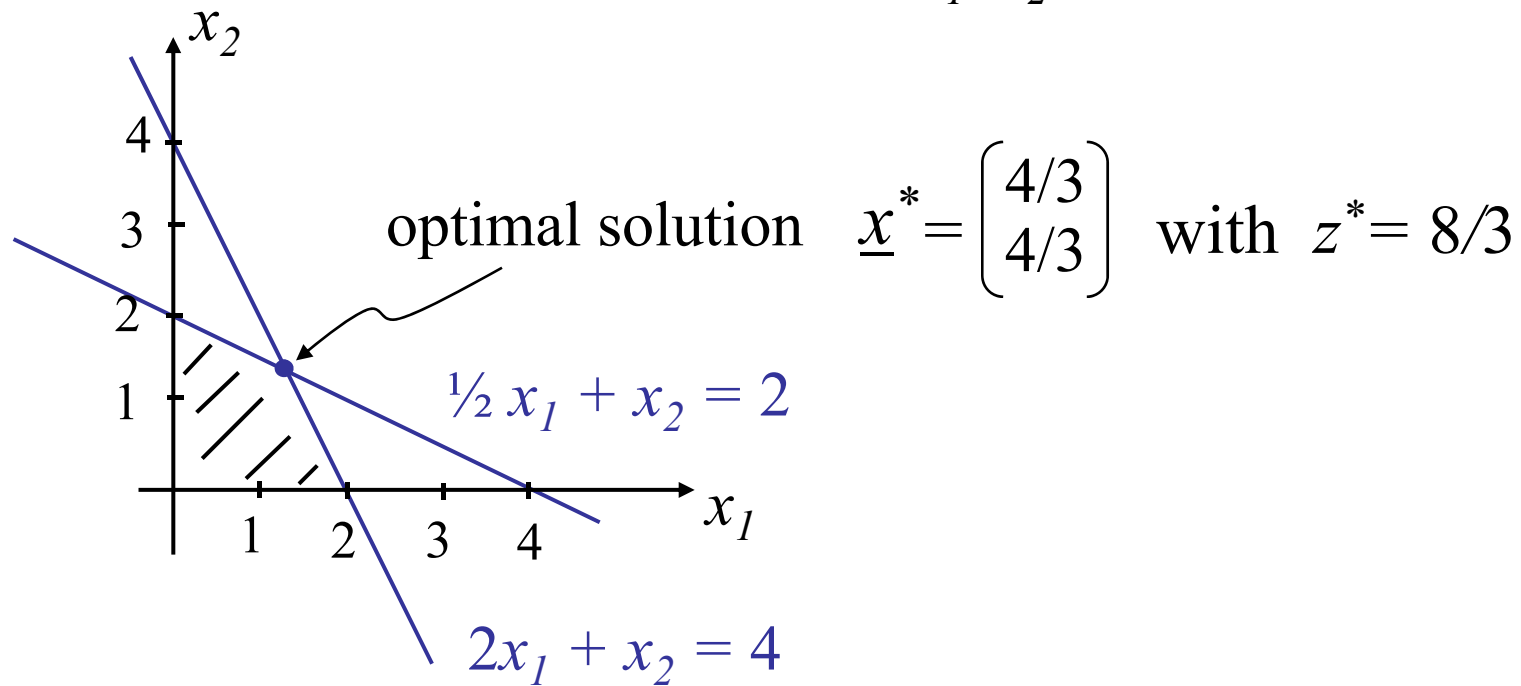 x₂
4
3
2
1
optimal solution x* = (4/3 4/3) with z* = 8/3
½ x₁ + x₂ = 2
x₁
1 2 3 4
2x₁ + x₂ = 4